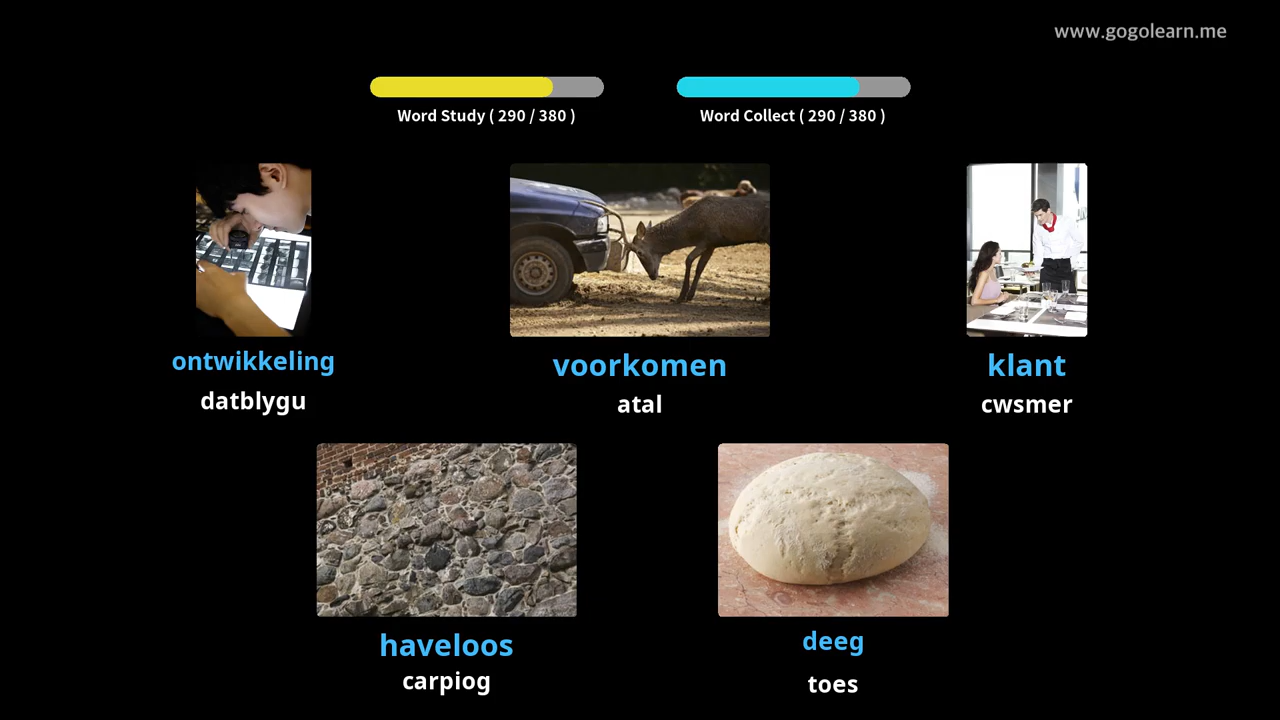 www.gogolearn.me
Word Study ( 290 / 380 )
Word Collect ( 290 / 380 )
ontwikkeling
datblygu
voorkomen
atal
klant
cwsmer
haveloos
carpiog
deeg
toes